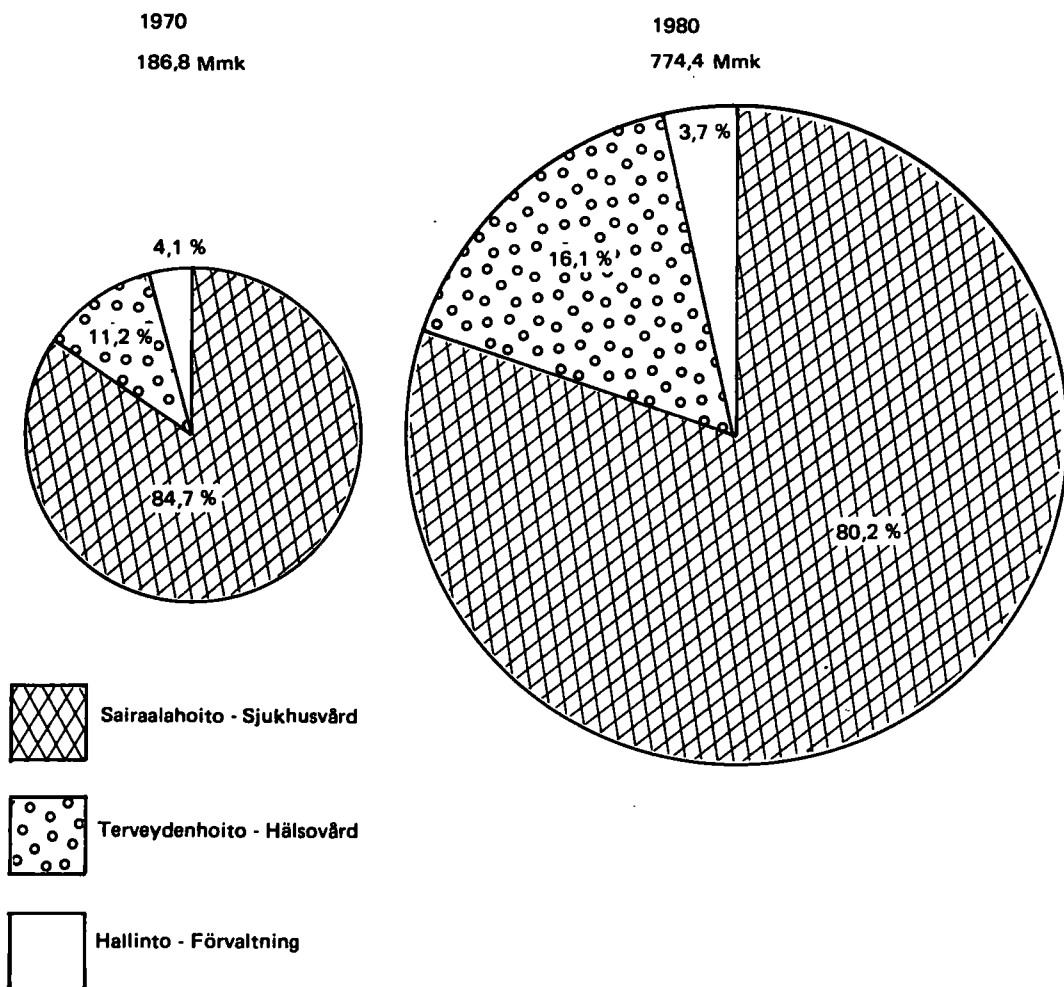 1970
186,8 Mmk
1980
774,4 Mmk
4,1 %
11,2 %
84,7 %
3,7 %
16,1 %
80,2 %
Sairaalahoito - Sjukhusvård
Terveydenhoito - Hälsovård
Hallinto - Förvaltning